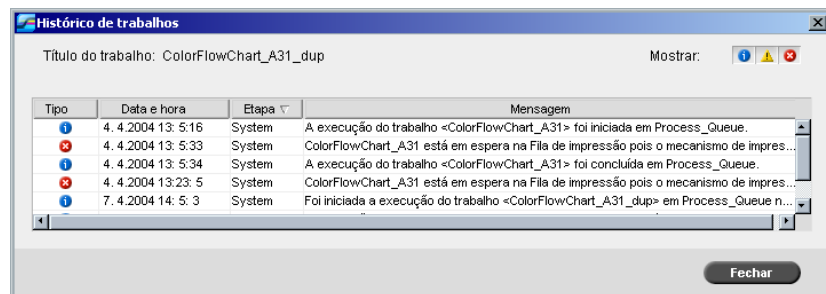 Histórico de trabalhos
Título do trabalho: ColorFlowChart_A31_dup Mostrar:
Tipo Data e hora Etapa Mensagem
4. 4.2004 13: 5:16 System A execução do trabalho <ColorFlowChart_A31> foi iniciada em Process_Queue.
4. 4.2004 13: 5:33 System ColorFlowChart_A31 está em espera na Fila de impressão pois o mecanismo de impres...
4. 4.2004 13: 5:34 System A execução do trabalho <ColorFlowChart_A31> foi concluída em Process_Queue.
4. 4.2004 13:23: 5 System ColorFlowChart_A31 está em espera na Fila de impressão pois o mecanismo de impres...
7. 4.2004 14: 5: 3 System Foi iniciada a execução do trabalho <ColorFlowChart_A31_dup> em Process_Queue n...
Fechar